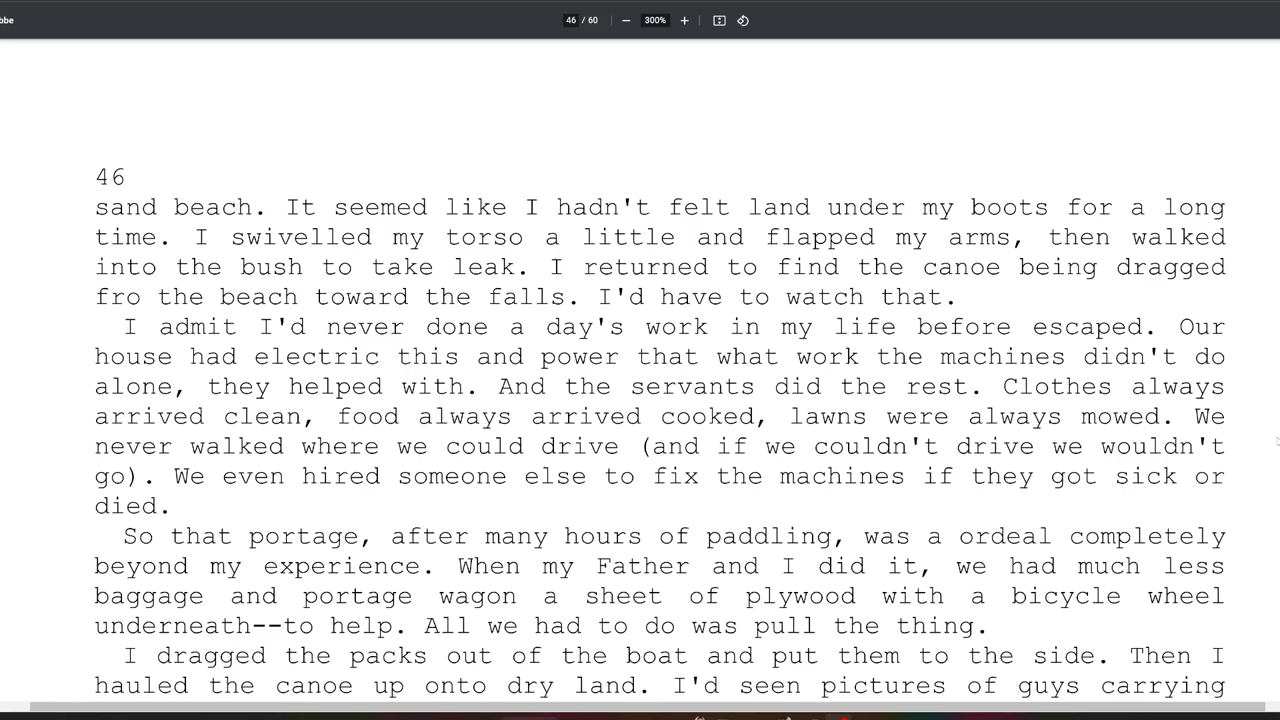 bbe
46 / 60 − 300% +
46
sand beach. It seemed like I hadn't felt land under my boots for a long
time. I swivelled my torso a little and flapped my arms, then walked
into the bush to take leak. I returned to find the canoe being dragged
fro the beach toward the falls. I'd have to watch that.
I admit I'd never done a day's work in my life before escaped. Our
house had electric this and power that what work the machines didn't do
alone, they helped with. And the servants did the rest. Clothes always
arrived clean, food always arrived cooked, lawns were always mowed. We
never walked where we could drive (and if we couldn't drive we wouldn't
go). We even hired someone else to fix the machines if they got sick or
died.
So that portage, after many hours of paddling, was a ordeal completely
beyond my experience. When my Father and I did it, we had much less
baggage and portage wagon a sheet of plywood with a bicycle wheel
underneath--to help. All we had to do was pull the thing.
I dragged the packs out of the boat and put them to the side. Then I
hauled the canoe up onto dry land. I'd seen pictures of guys carrying